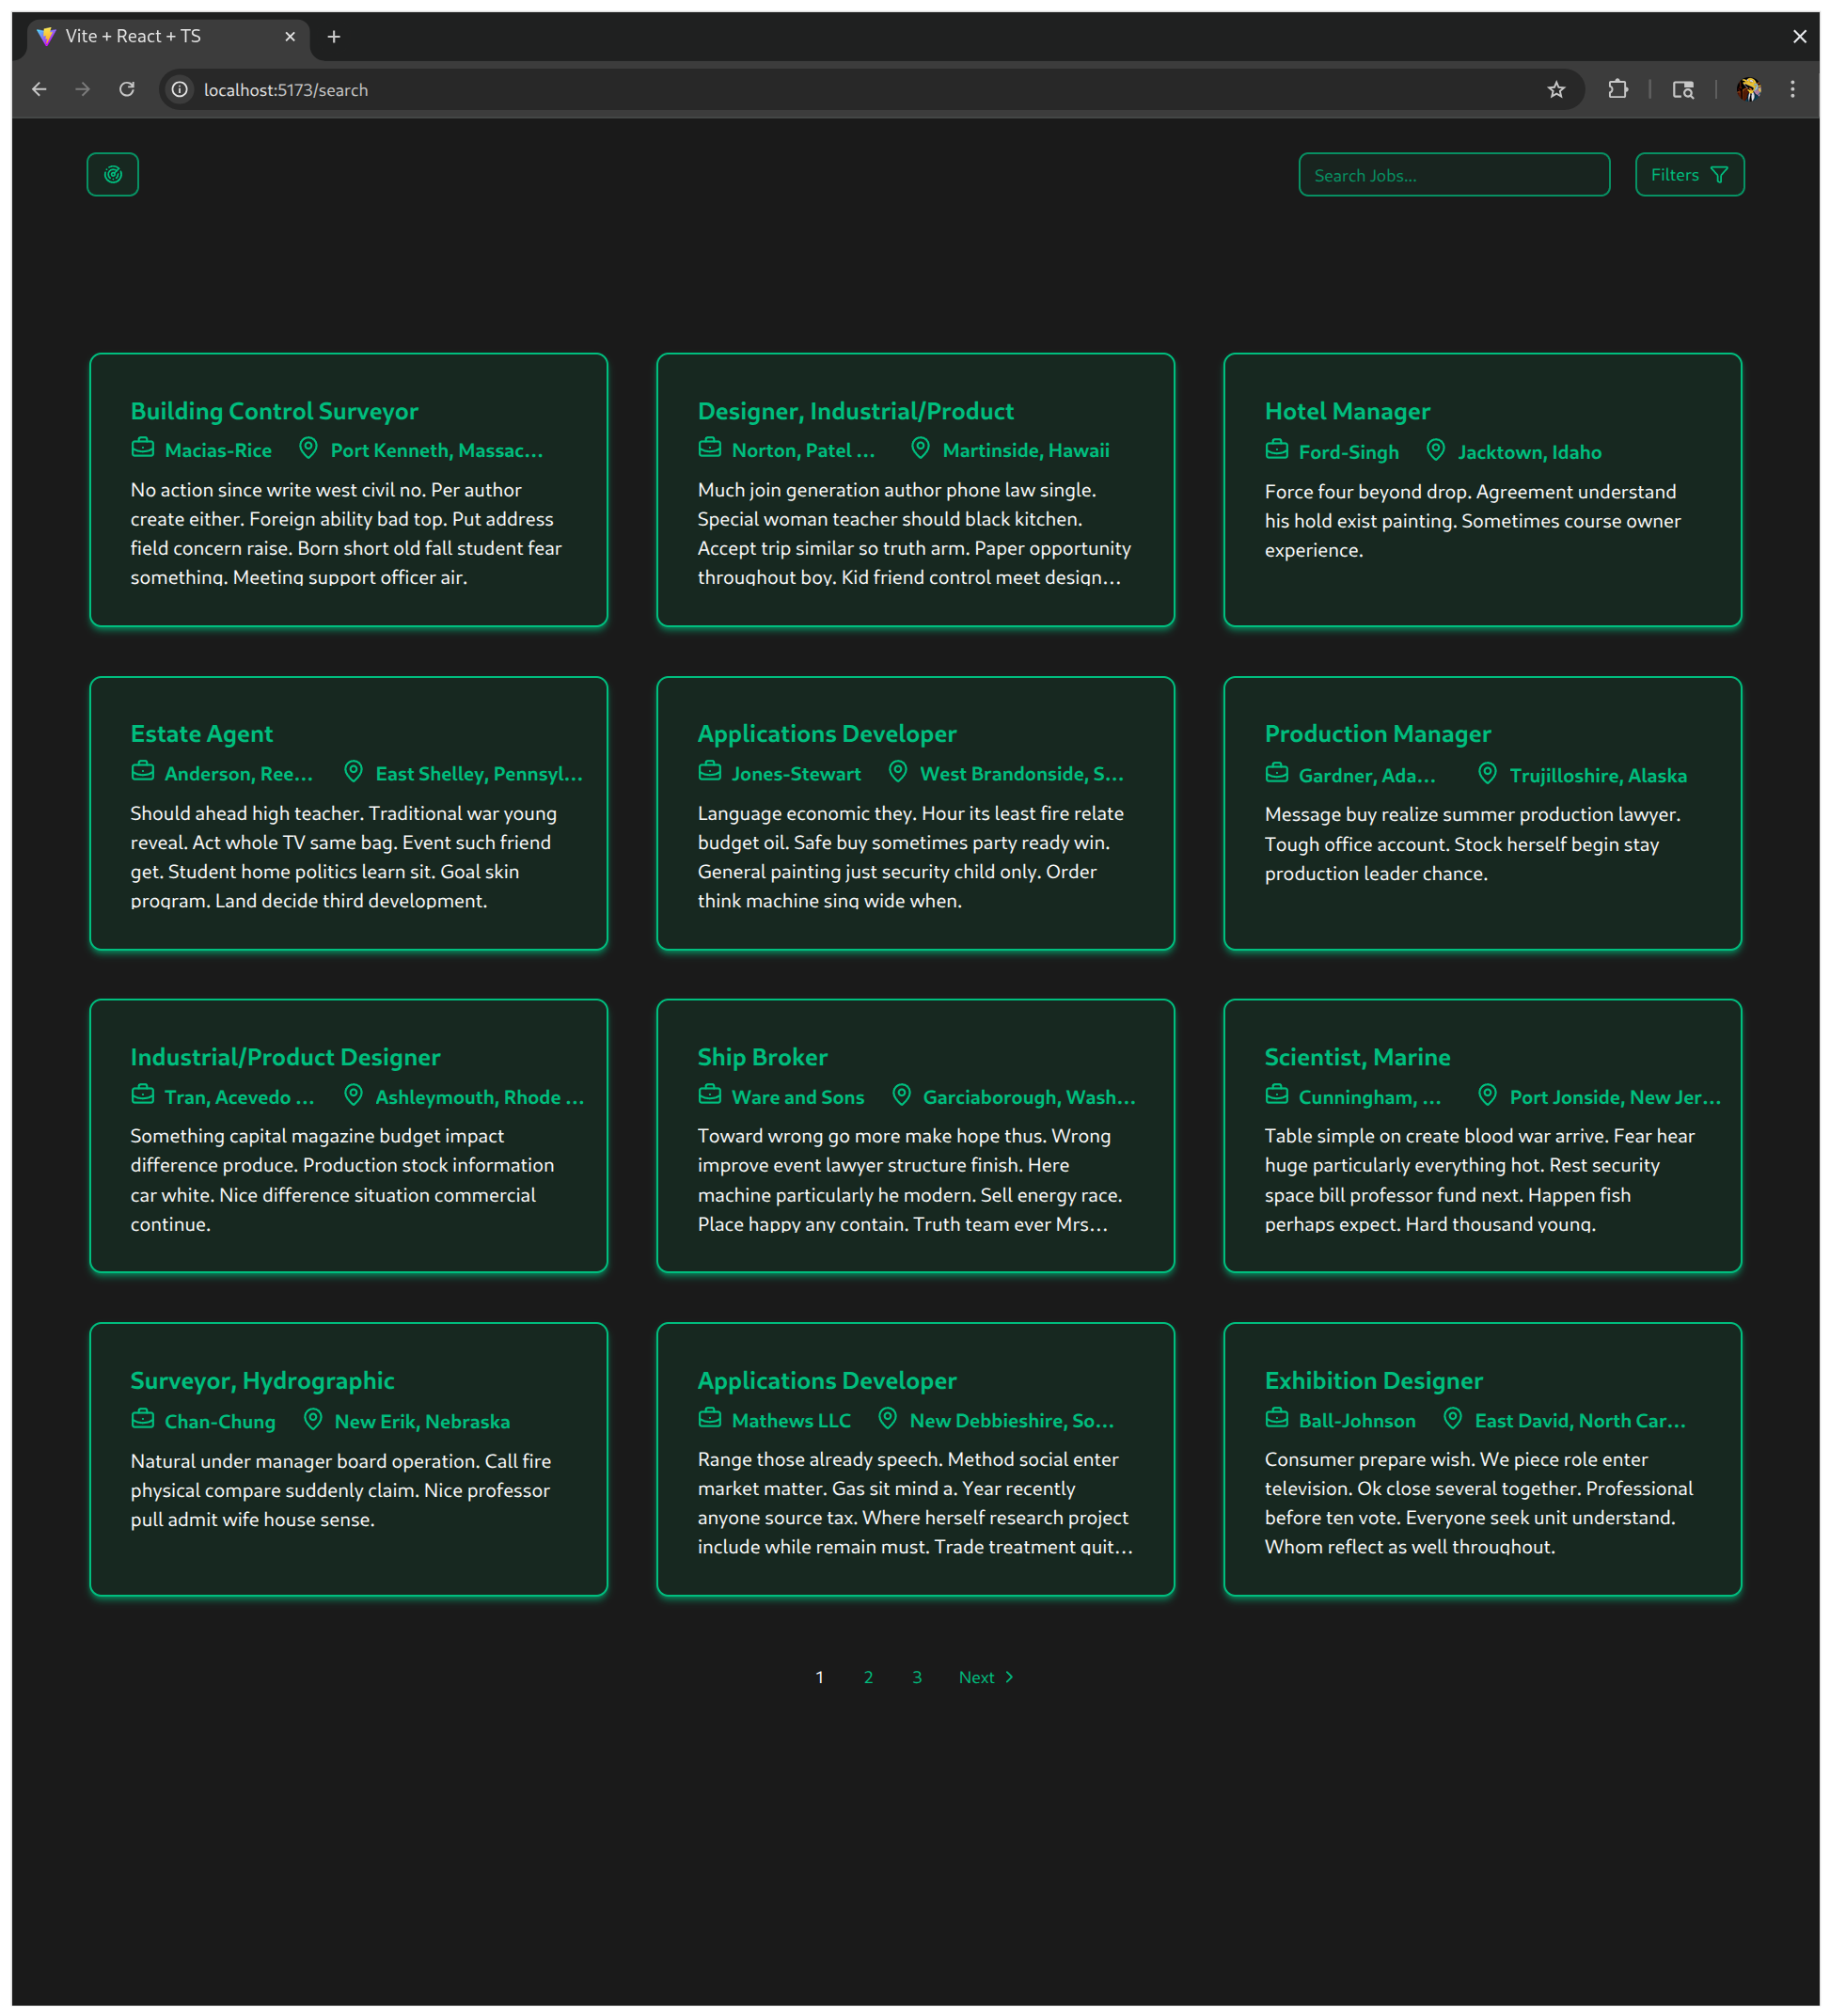 Vite + React + TS
localhost:5173/search
Search Jobs...
Filters
Building Control Surveyor
Macias-Rice Port Kenneth, Massac...
No action since write west civil no. Per author
create either. Foreign ability bad top. Put address
field concern raise. Born short old fall student fear
something. Meeting support officer air.
Designer, Industrial/Product
Norton, Patel ... Martinside, Hawaii
Much join generation author phone law single.
Special woman teacher should black kitchen.
Accept trip similar so truth arm. Paper opportunity
throughout boy. Kid friend control meet design...
Hotel Manager
Ford-Singh Jacktown, Idaho
Force four beyond drop. Agreement understand
his hold exist painting. Sometimes course owner
experience.
Estate Agent
Anderson, Ree... East Shelley, Pennsyl...
Should ahead high teacher. Traditional war young
reveal. Act whole TV same bag. Event such friend
get. Student home politics learn sit. Goal skin
program. Land decide third development.
Applications Developer
Jones-Stewart West Brandonside, S...
Language economic they. Hour its least fire relate
budget oil. Safe buy sometimes party ready win.
General painting just security child only. Order
think machine sing wide when.
Production Manager
Gardner, Ada... Trujilloshire, Alaska
Message buy realize summer production lawyer.
Tough office account. Stock herself begin stay
production leader chance.
Industrial/Product Designer
Tran, Acevedo ... Ashleymouth, Rhode ...
Something capital magazine budget impact
difference produce. Production stock information
car white. Nice difference situation commercial
continue.
Ship Broker
Ware and Sons Garciaborough, Wash...
Toward wrong go more make hope thus. Wrong
improve event lawyer structure finish. Here
machine particularly he modern. Sell energy race.
Place happy any contain. Truth team ever Mrs...
Scientist, Marine
Cunningham, ... Port Jonside, New Jer...
Table simple on create blood war arrive. Fear hear
huge particularly everything hot. Rest security
space bill professor fund next. Happen fish
perhaps expect. Hard thousand young.
Surveyor, Hydrographic
Chan-Chung New Erik, Nebraska
Natural under manager board operation. Call fire
physical compare suddenly claim. Nice professor
pull admit wife house sense.
Applications Developer
Mathews LLC New Debbieshire, So...
Range those already speech. Method social enter
market matter. Gas sit mind a. Year recently
anyone source tax. Where herself research project
include while remain must. Trade treatment quit...
Exhibition Designer
Ball-Johnson East David, North Car...
Consumer prepare wish. We piece role enter
television. Ok close several together. Professional
before ten vote. Everyone seek unit understand.
Whom reflect as well throughout.
1 2 3 Next